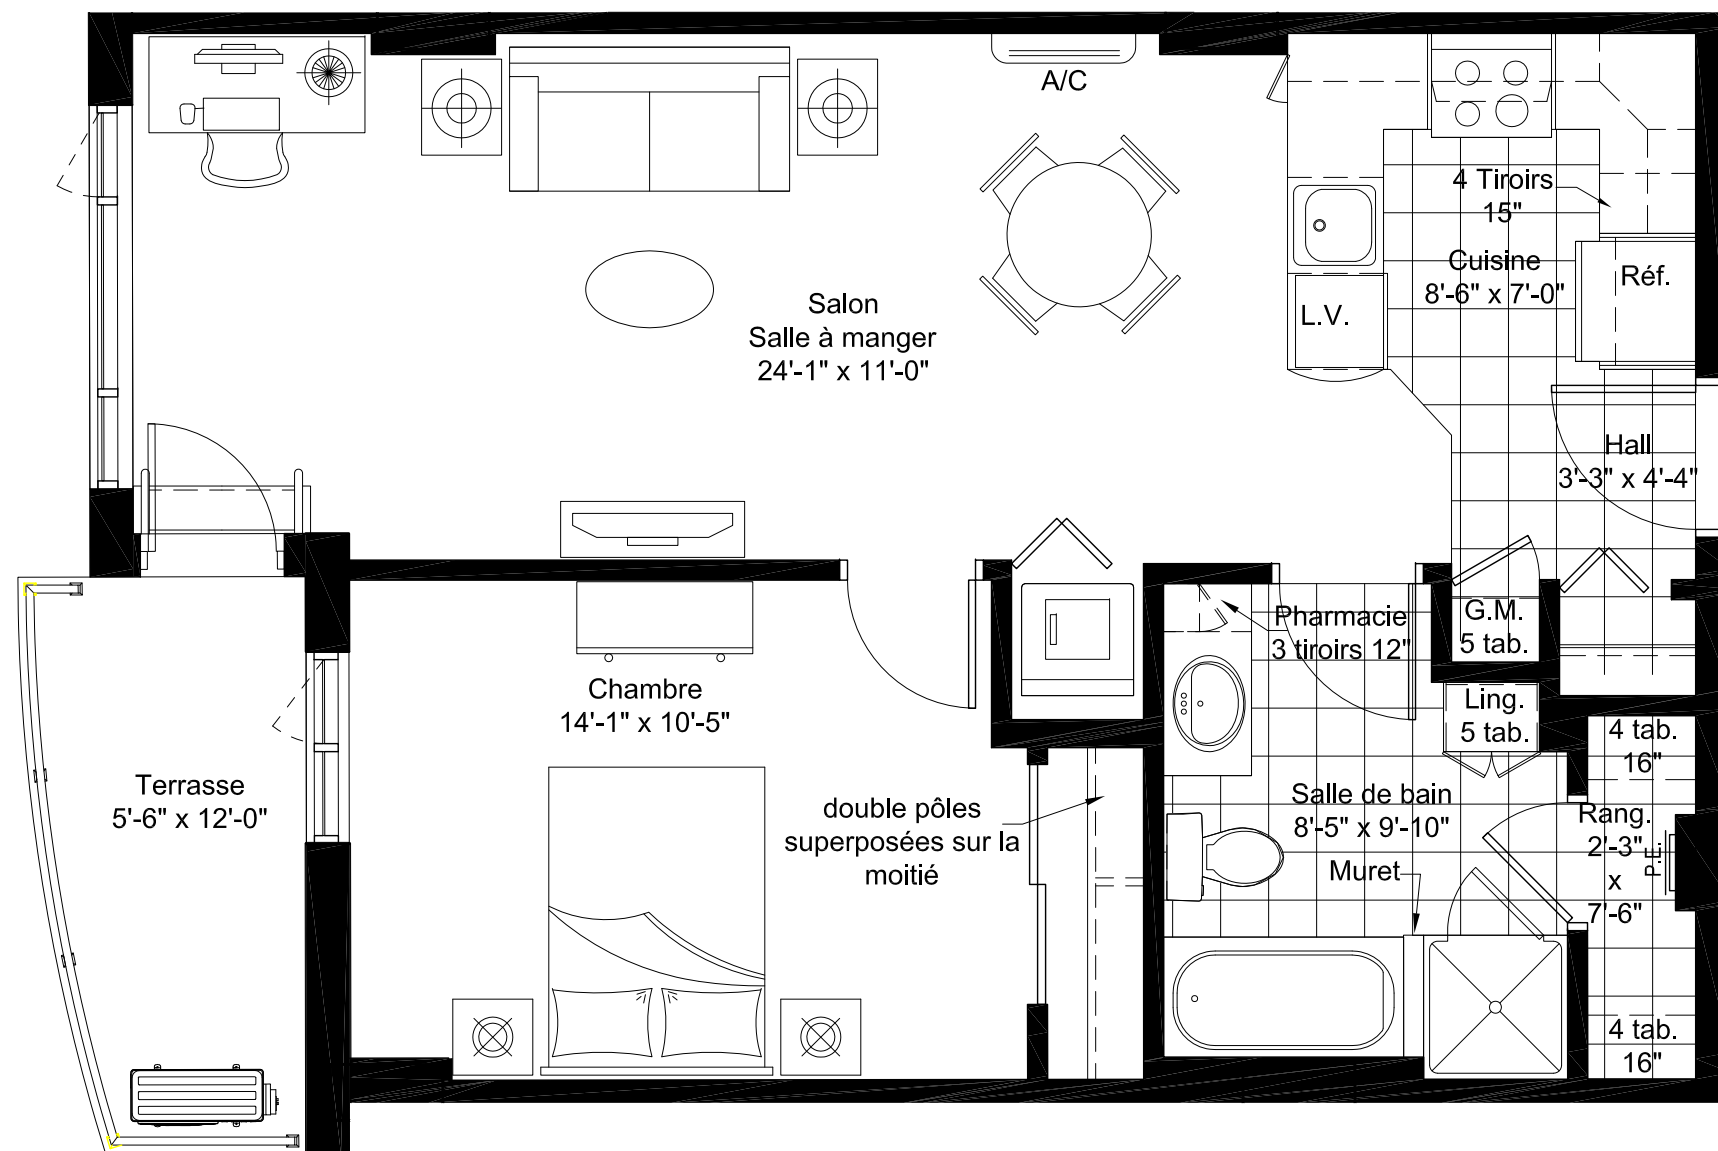 A/C
4 Tiroirs
15"
Cuisine
8'-6" x 7'-0"
Réf.
L.V.
Salon
Salle à manger
24'-1" x 11'-0"
Hall
3'-3" x 4'-4"
G.M.
5 tab.
Pharmacie
3 tiroirs 12"
Chambre
14'-1" x 10'-5"
Ling.
5 tab.
4 tab.
16"
Terrasse
5'-6" x 12'-0"
double pôles
superposées sur la
moitié
Salle de bain
8'-5" x 9'-10"
Muret
Rang.
2'-3"
x
7'-6"
P.E.
4 tab.
16"